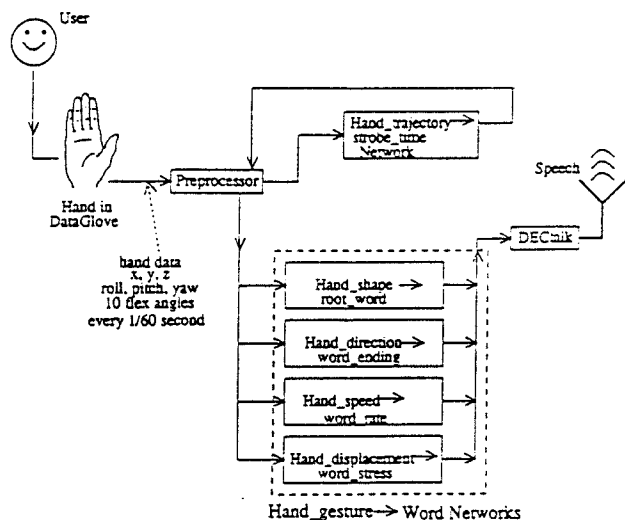 User
Hand_trajectory→
strobe_time
Network
Speech
Preprocessor
Hand in
DataGlove
DECtalk
hand data
x, y, z
roll, pitch, yaw
10 flex angles
every 1/60 second
Hand_shape →
root_word
Hand_direction→
word_ending
Hand_speed→
word_rate
Hand_displacement→
word_stress
Hand_gesture→ Word Networks